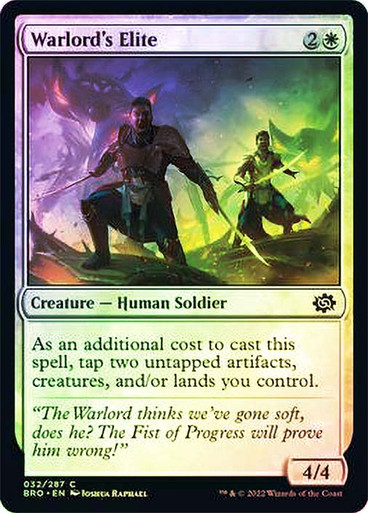 Warlord's Elite 2
Creature — Human Soldier
As an additional cost to cast this
spell, tap two untapped artifacts,
creatures, and/or lands you control.
“The Warlord thinks we’ve gone soft,
does he? The Fist of Progress will prove
him wrong!”
4/4
032/287 C
BRO • EN Joshua Raphael
™ & © 2022 Wizards of the Coast